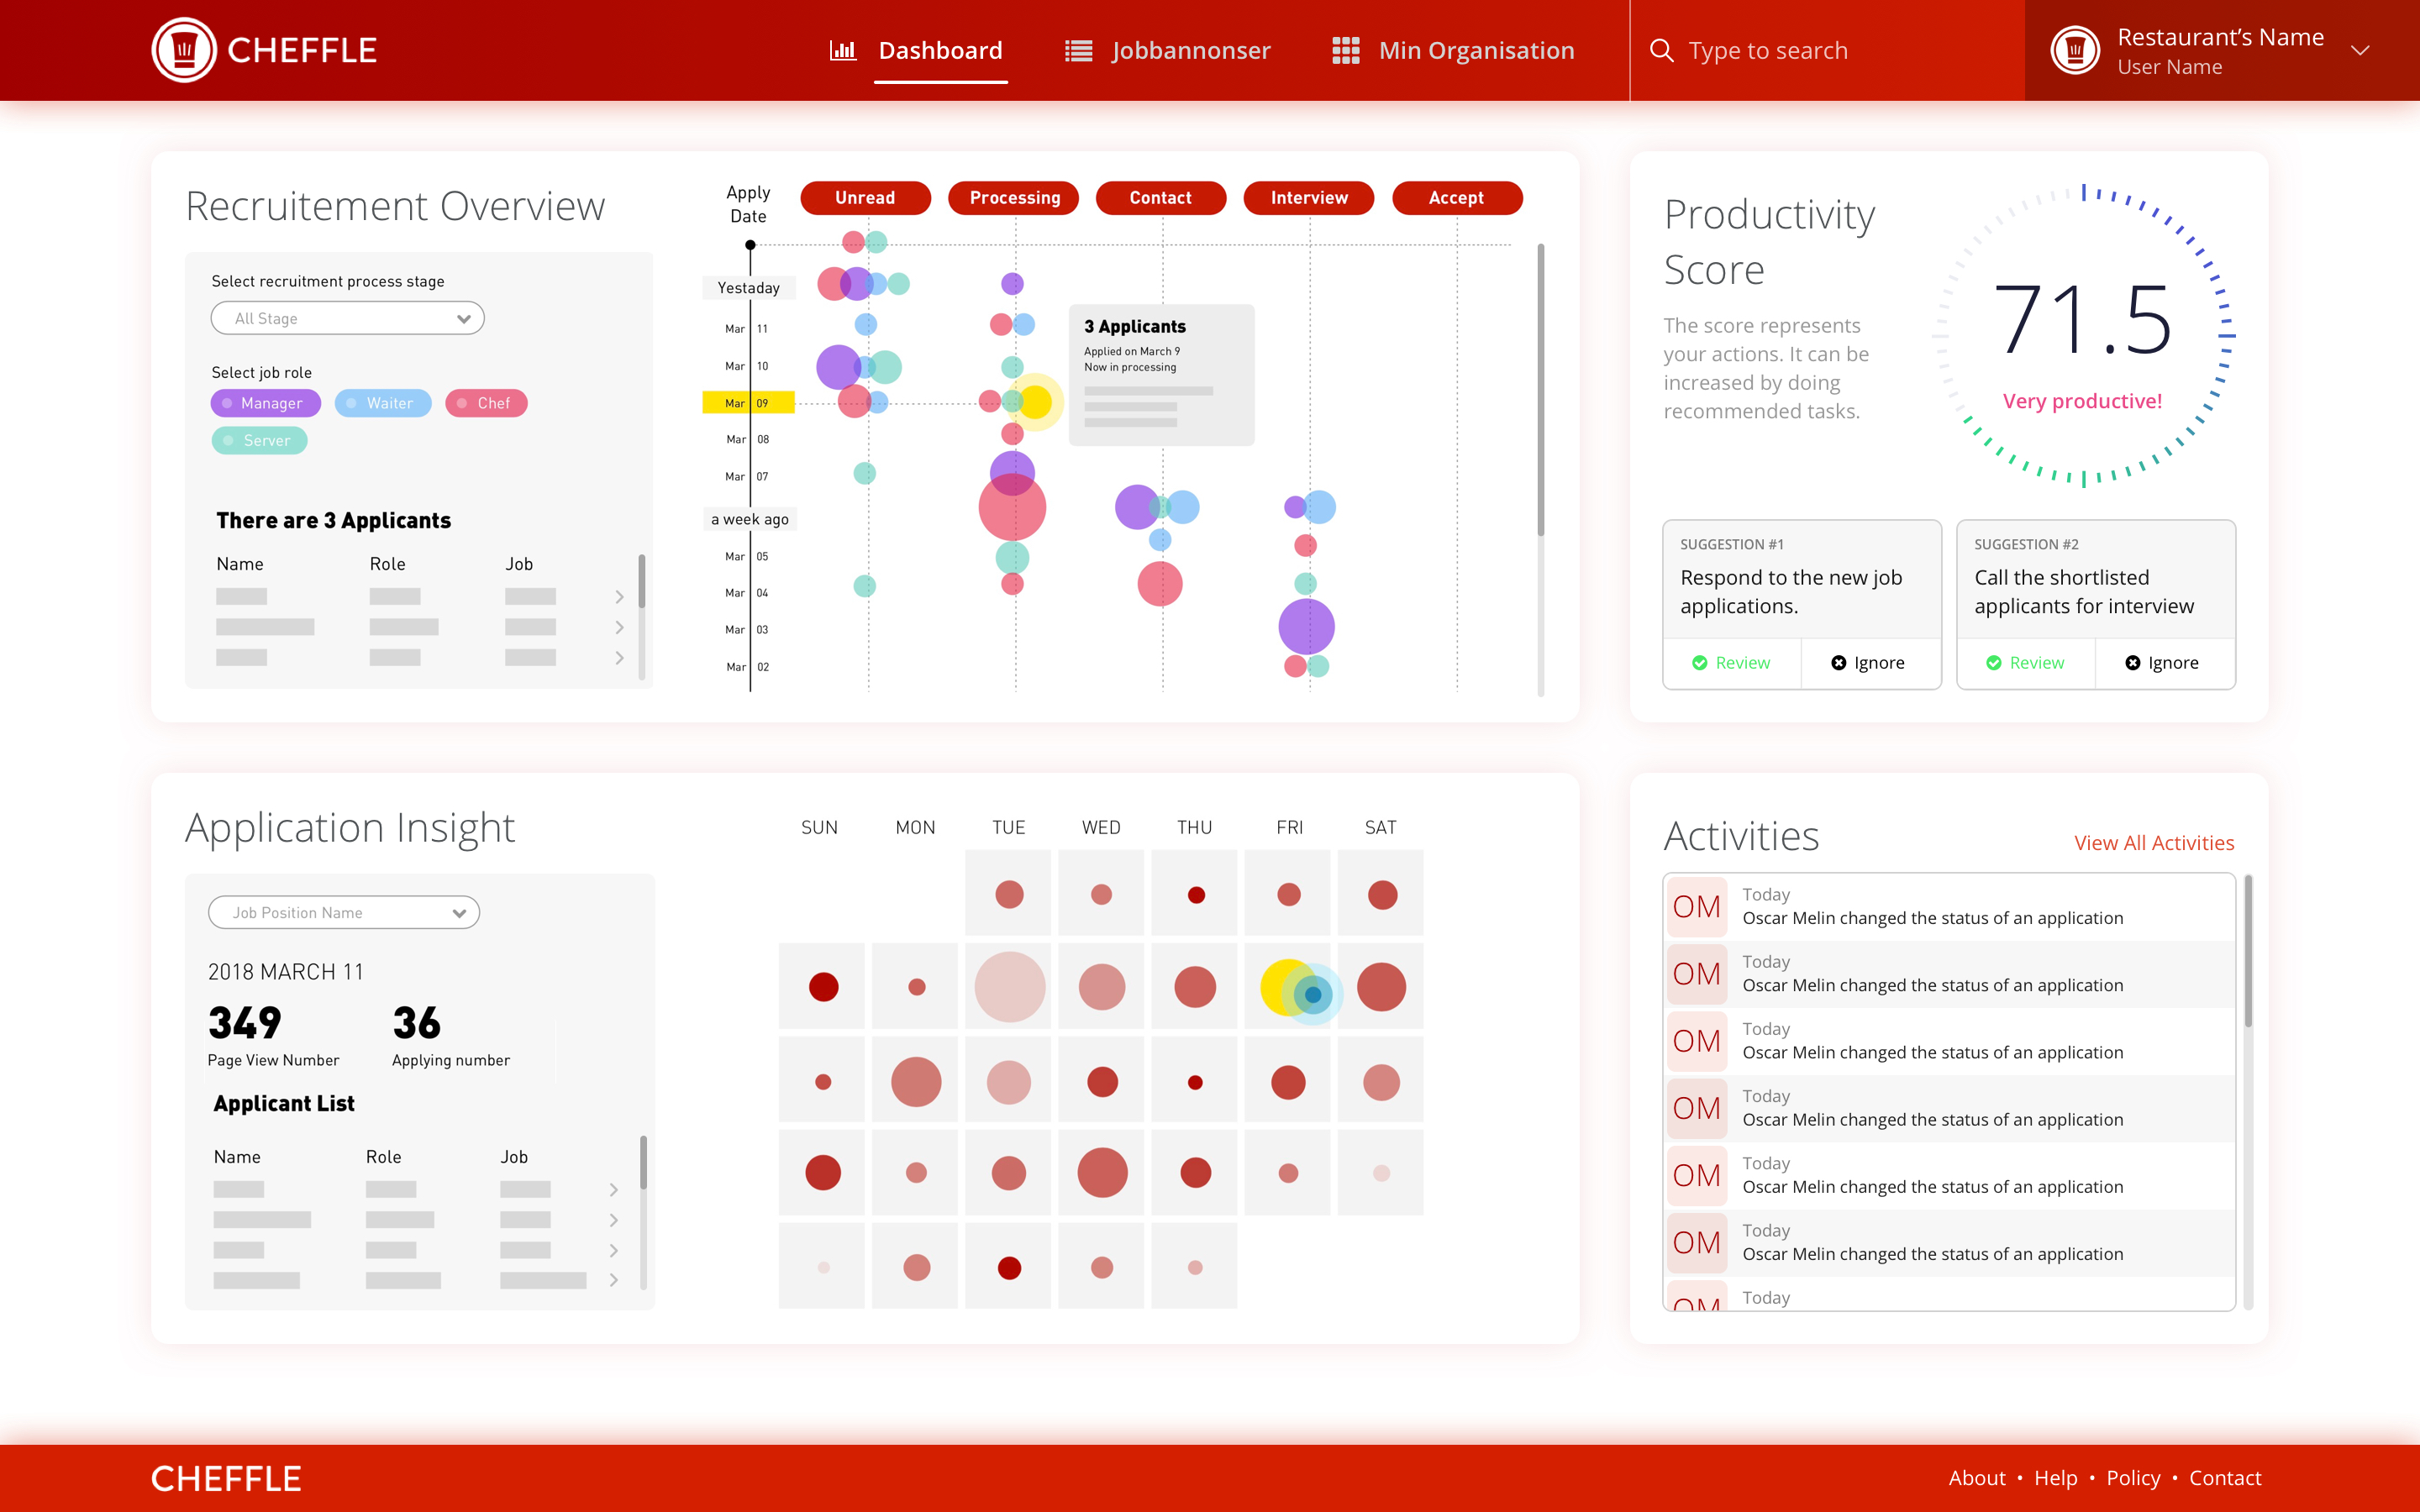 CHEFFLE
Dashboard
Jobbannonser
Min Organisation
Type to search
Restaurant's Name
User Name
Recruitement Overview
Select recruitment process stage
All Stage
Select job role
Manager
Waiter
Chef
Server
There are 3 Applicants
Name Role Job
Apply
Date
Unread
Processing
Contact
Interview
Accept
Yestaday
Mar 11
Mar 10
Mar 09
Mar 08
Mar 07
a week ago
Mar 05
Mar 04
Mar 03
Mar 02
3 Applicants
Applied on March 9
Now in processing
Productivity
Score
The score represents
your actions. It can be
increased by doing
recommended tasks.
71.5
Very productive!
SUGGESTION #1
Respond to the new job
applications.
Review
Ignore
SUGGESTION #2
Call the shortlisted
applicants for interview
Review
Ignore
Application Insight
Job Position Name
2018 MARCH 11
349
Page View Number
36
Applying number
Applicant List
Name Role Job
SUN MON TUE WED THU FRI SAT
Activities
View All Activities
OM
Today
Oscar Melin changed the status of an application
OM
Today
Oscar Melin changed the status of an application
OM
Today
Oscar Melin changed the status of an application
OM
Today
Oscar Melin changed the status of an application
OM
Today
Oscar Melin changed the status of an application
OM
Today
Oscar Melin changed the status of an application
OM
Today
CHEFFLE
About • Help • Policy • Contact